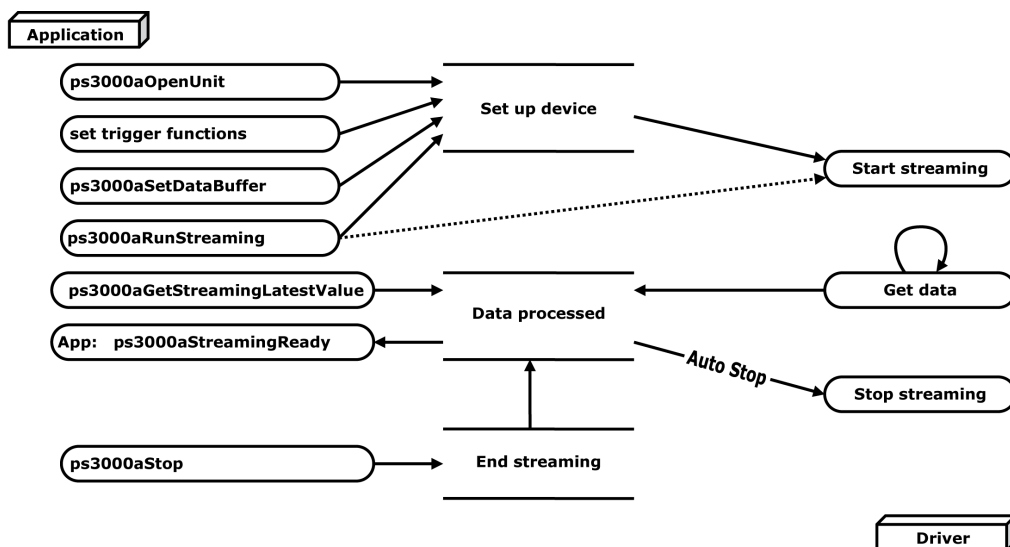 Application
ps3000aOpenUnit
set trigger functions
Set up device
ps3000aSetDataBuffer
Start streaming
ps3000aRunStreaming
ps3000aGetStreamingLatestValue
Get data
Data processed
App: ps3000aStreamingReady
Auto Stop
Stop streaming
ps3000aStop
End streaming
Driver